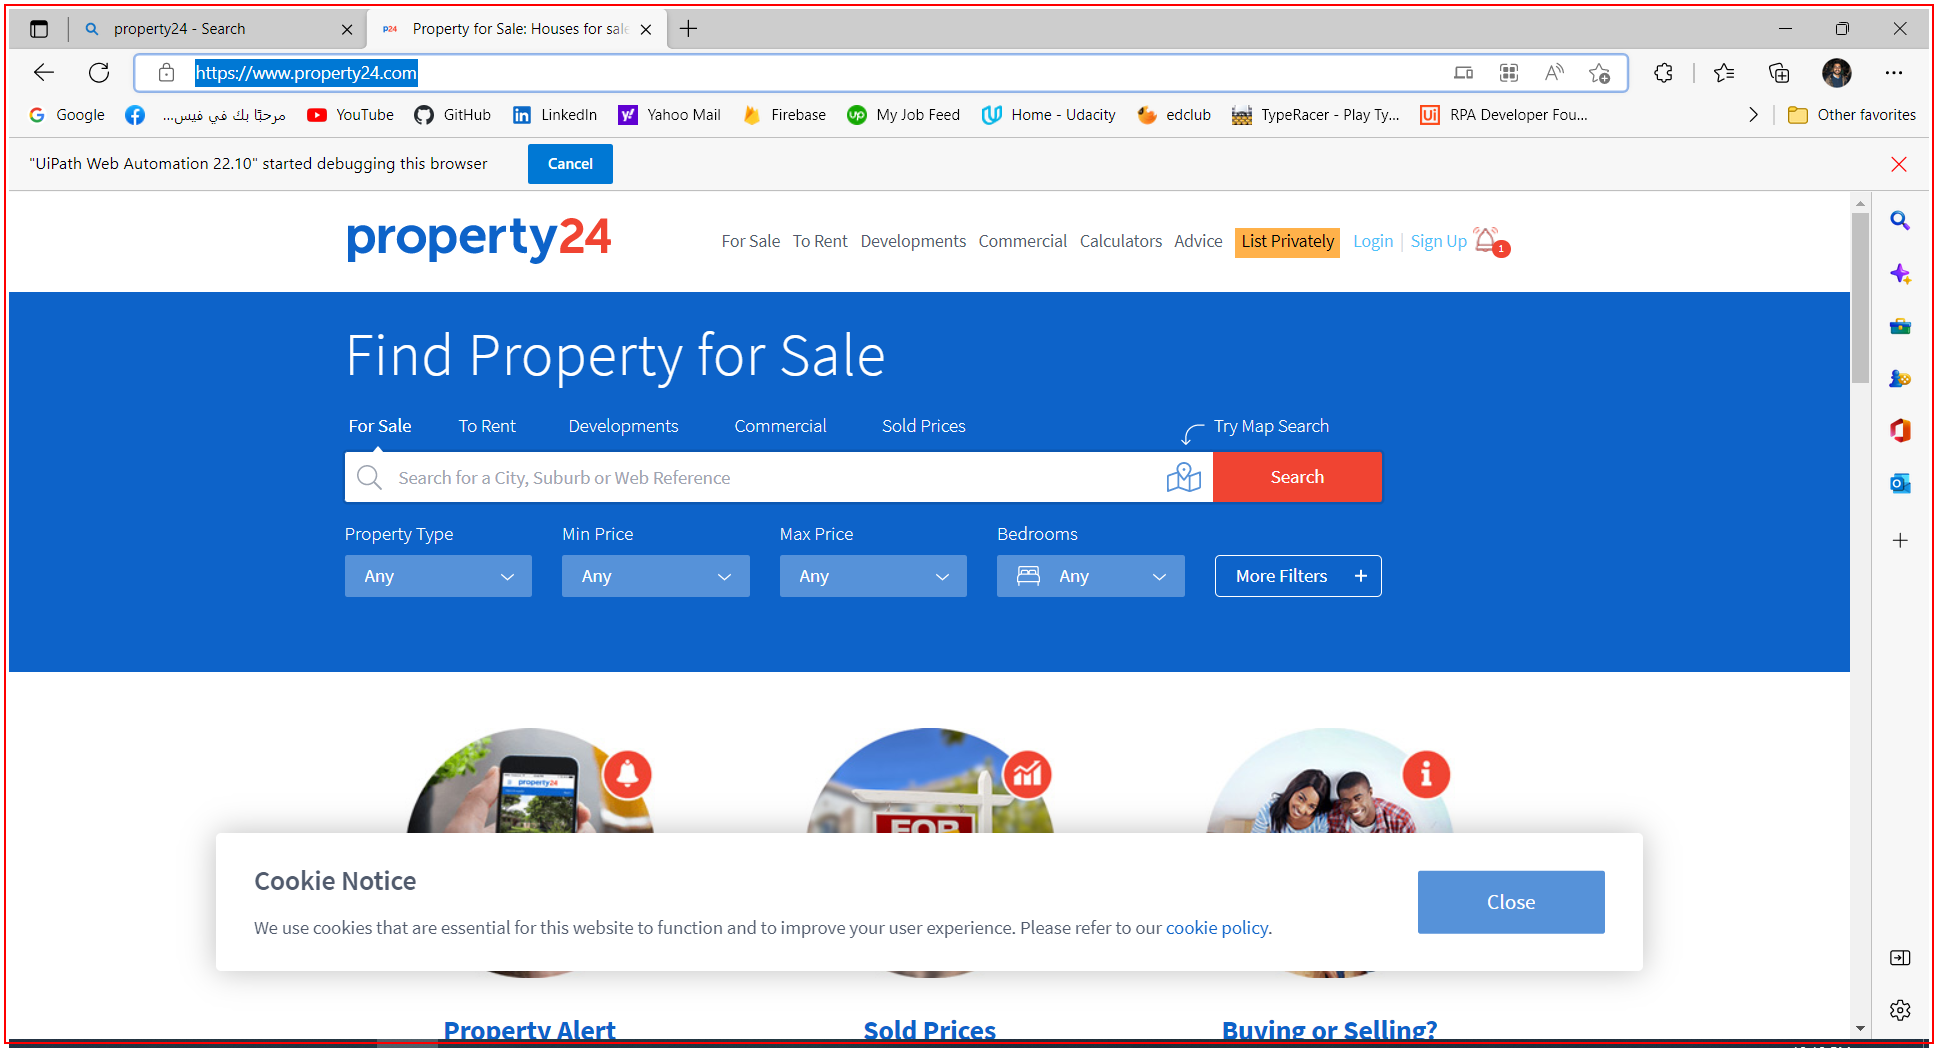 property24 - Search
p24 Property for Sale: Houses for sale
https://www.property24.com
Google
مرحبًا بك في فيس...
YouTube
GitHub
LinkedIn
Yahoo Mail
Firebase
up My Job Feed
Home - Udacity
edclub
TypeRacer - Play Ty...
Ui RPA Developer Fou...
Other favorites
"UiPath Web Automation 22.10" started debugging this browser Cancel
property24
For Sale To Rent Developments Commercial Calculators Advice List Privately Login | Sign Up 1
Find Property for Sale
For Sale To Rent Developments Commercial Sold Prices Try Map Search
Search for a City, Suburb or Web Reference Search
Property Type Min Price Max Price Bedrooms
Any Any Any Any More Filters +
property24
FOR
Cookie Notice
We use cookies that are essential for this website to function and to improve your user experience. Please refer to our cookie policy.
Close
Property Alert Sold Prices Buying or Selling?